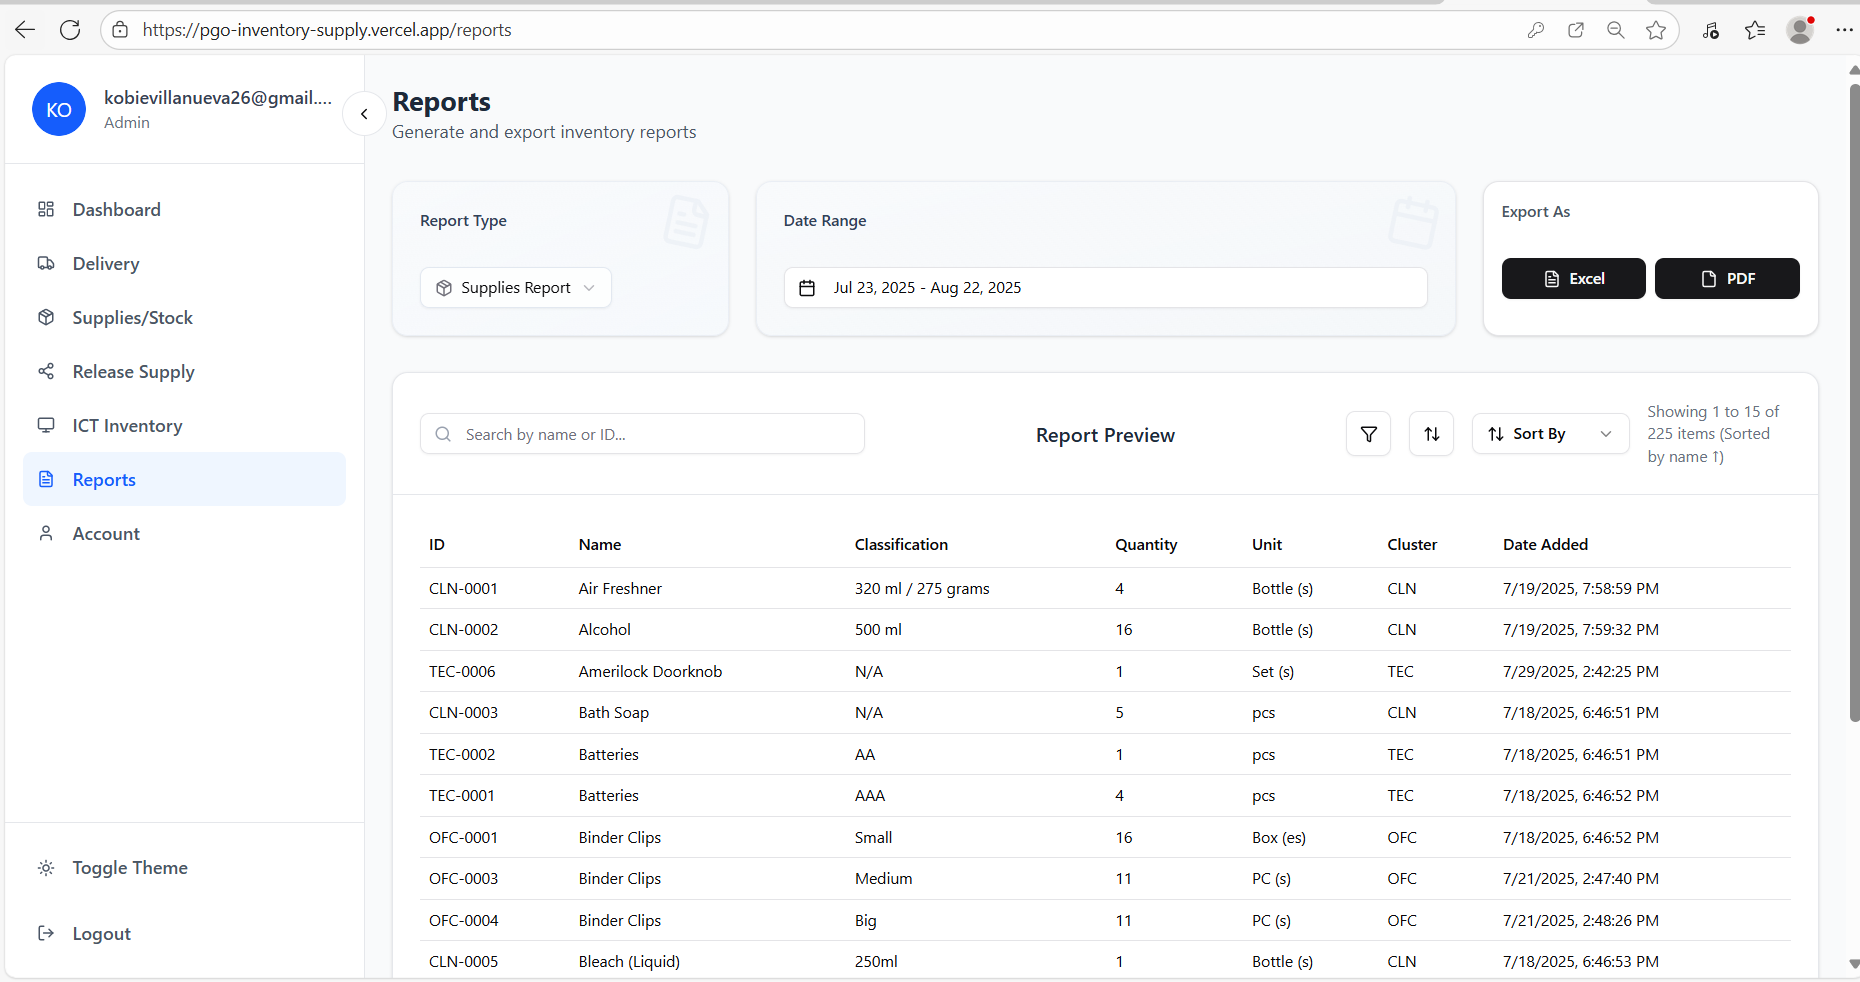 https://pgo-inventory-supply.vercel.app/reports
KO
kobievillanueva26@gmail....
Admin
Dashboard
Delivery
Supplies/Stock
Release Supply
ICT Inventory
Reports
Account
Toggle Theme
Logout
Reports
Generate and export inventory reports
Report Type
Supplies Report
Date Range
Jul 23, 2025 - Aug 22, 2025
Export As
Excel PDF
Search by name or ID...
Report Preview
Sort By
Showing 1 to 15 of
225 items (Sorted
by name ↑)
ID Name Classification Quantity Unit Cluster Date Added
CLN-0001 Air Freshner 320 ml / 275 grams 4 Bottle (s) CLN 7/19/2025, 7:58:59 PM
CLN-0002 Alcohol 500 ml 16 Bottle (s) CLN 7/19/2025, 7:59:32 PM
TEC-0006 Amerilock Doorknob N/A 1 Set (s) TEC 7/29/2025, 2:42:25 PM
CLN-0003 Bath Soap N/A 5 pcs CLN 7/18/2025, 6:46:51 PM
TEC-0002 Batteries AA 1 pcs TEC 7/18/2025, 6:46:51 PM
TEC-0001 Batteries AAA 4 pcs TEC 7/18/2025, 6:46:52 PM
OFC-0001 Binder Clips Small 16 Box (es) OFC 7/18/2025, 6:46:52 PM
OFC-0003 Binder Clips Medium 11 PC (s) OFC 7/21/2025, 2:47:40 PM
OFC-0004 Binder Clips Big 11 PC (s) OFC 7/21/2025, 2:48:26 PM
CLN-0005 Bleach (Liquid) 250ml 1 Bottle (s) CLN 7/18/2025, 6:46:53 PM